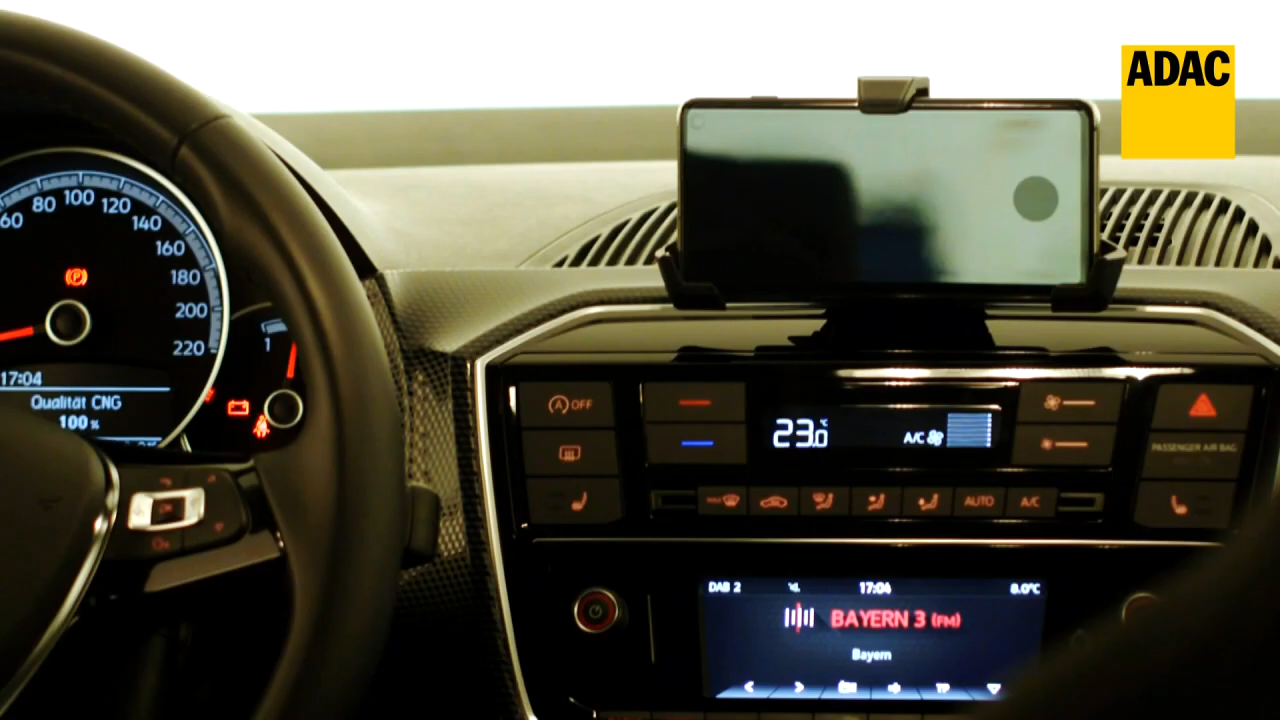 ADAC
60
80
100
120
140
160
180
200
220
17:04
Qualität CNG
100 %
1
A OFF
23.0 °C
A/C
PASSENGER AIR BAG
MAX
AUTO
A/C
DAB 2
17:04
8.0°C
BAYERN 3 (FM)
Bayern
TP